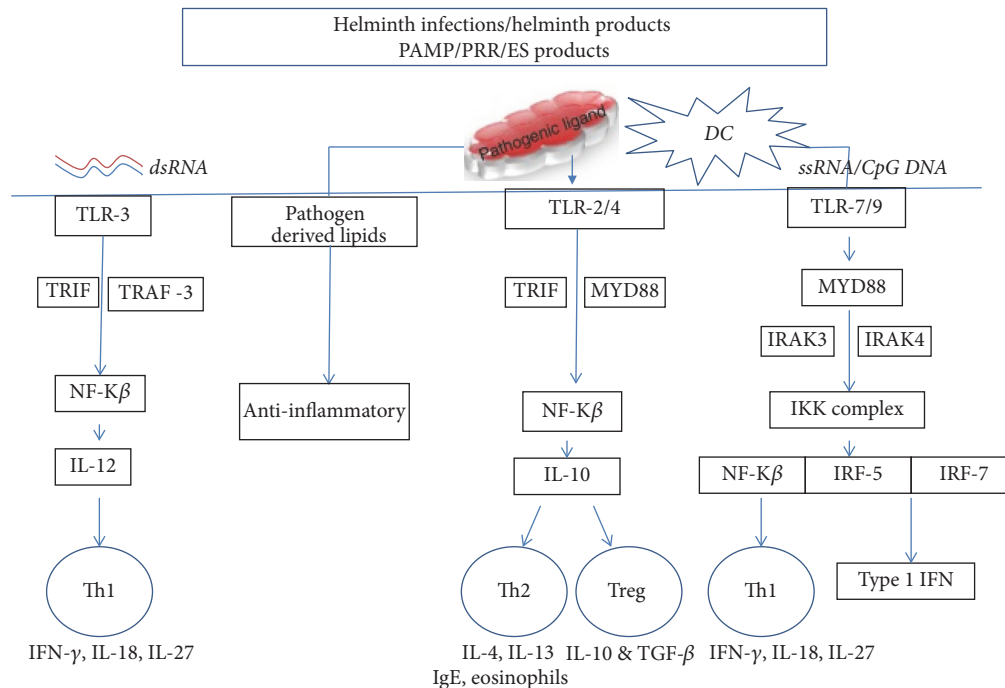 Helminth infections/helminth products
PAMP/PRR/ES products
Pathogenic ligand
DC
dsRNA
ssRNA/CpG DNA
TLR-3
Pathogen
derived lipids
TLR-2/4
TLR-7/9
TRIF
TRAF -3
TRIF
MYD88
MYD88
IRAK3
IRAK4
NF-Kβ
Anti-inflammatory
NF-Kβ
IKK complex
IL-12
IL-10
NF-Kβ
IRF-5
IRF-7
Th1
Th2
Treg
Th1
Type 1 IFN
IFN-γ, IL-18, IL-27
IL-4, IL-13
IgE, eosinophils
IL-10 & TGF-β
IFN-γ, IL-18, IL-27